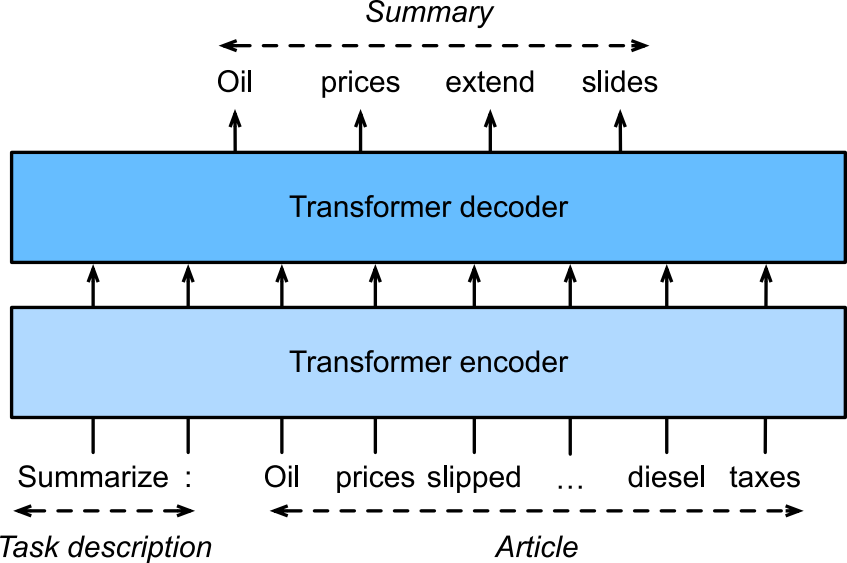 Summary
Oil prices extend slides
Transformer decoder
Transformer encoder
Summarize : Oil prices slipped … diesel taxes
Task description Article